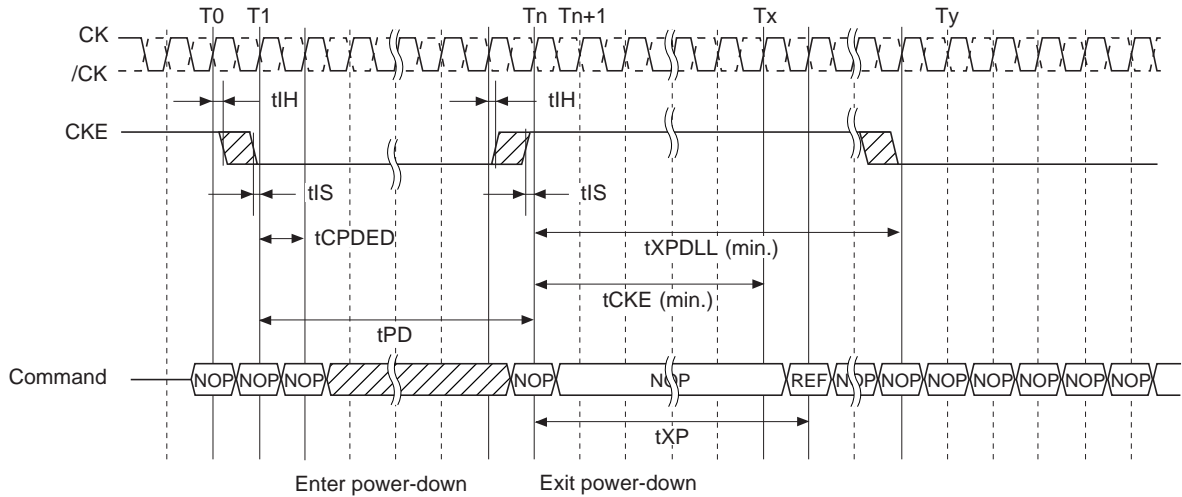 T0 T1 Tn Tn+1 Tx Ty
CK
/CK
tIH tIH
CKE
tIS tIS
tCPDED
tXPDLL (min.)
tCKE (min.)
tPD
Command NOP NOP NOP NOP NOP REF NOP NOP NOP NOP NOP NOP NOP
tXP
Enter power-down Exit power-down